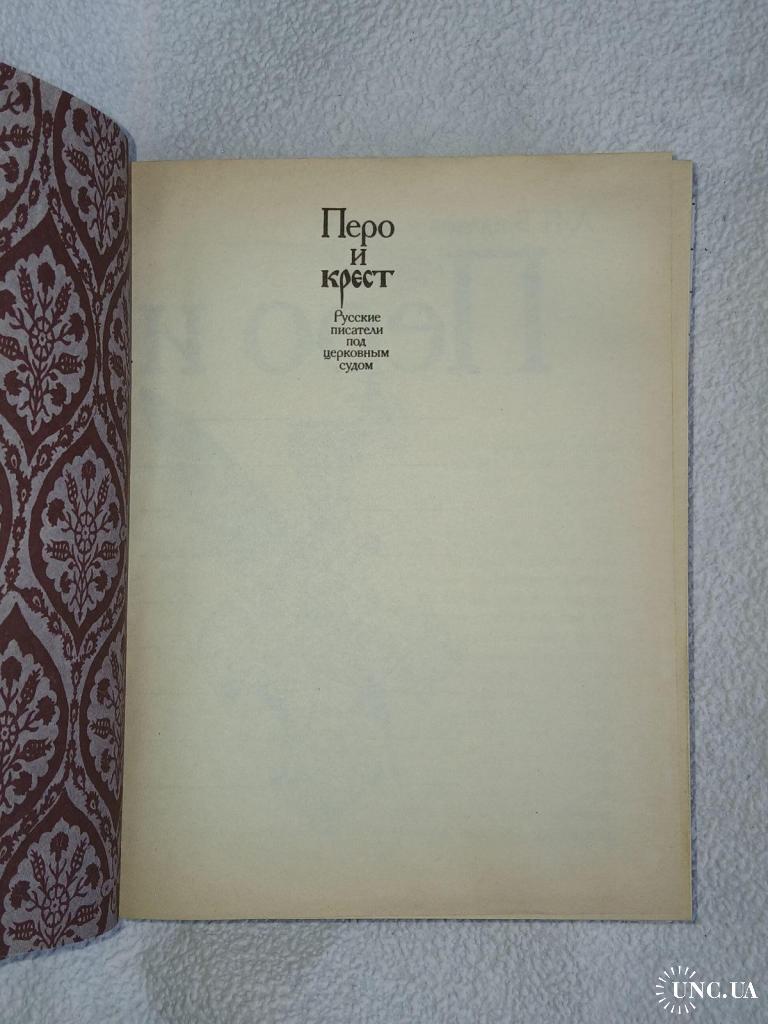 Перо
и
крест
Русские
писатели
под
церковным
судом
UNC.UA